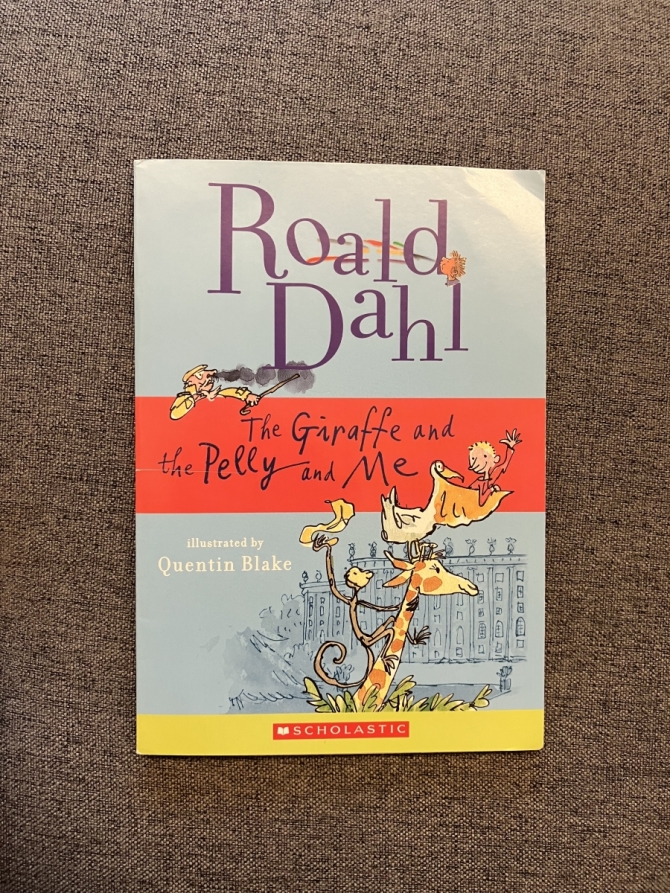 Roald
Dahl
The Giraffe and
the Pelly and Me
illustrated by
Quentin Blake
SCHOLASTIC